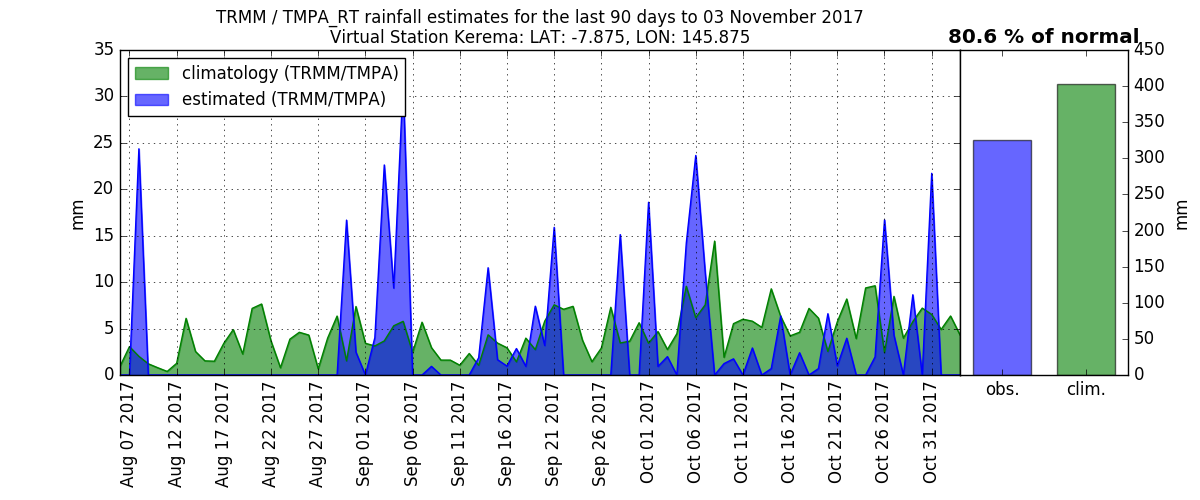 TRMM / TMPA_RT rainfall estimates for the last 90 days to 03 November 2017
Virtual Station Kerema: LAT: -7.875, LON: 145.875
80.6 % of normal
climatology (TRMM/TMPA)
estimated (TRMM/TMPA)
35
30
25
20
15
10
5
0
mm
450
400
350
300
250
200
150
100
50
0
mm
obs.
clim.
Aug 07 2017
Aug 12 2017
Aug 17 2017
Aug 22 2017
Aug 27 2017
Sep 01 2017
Sep 06 2017
Sep 11 2017
Sep 16 2017
Sep 21 2017
Sep 26 2017
Oct 01 2017
Oct 06 2017
Oct 11 2017
Oct 16 2017
Oct 21 2017
Oct 26 2017
Oct 31 2017